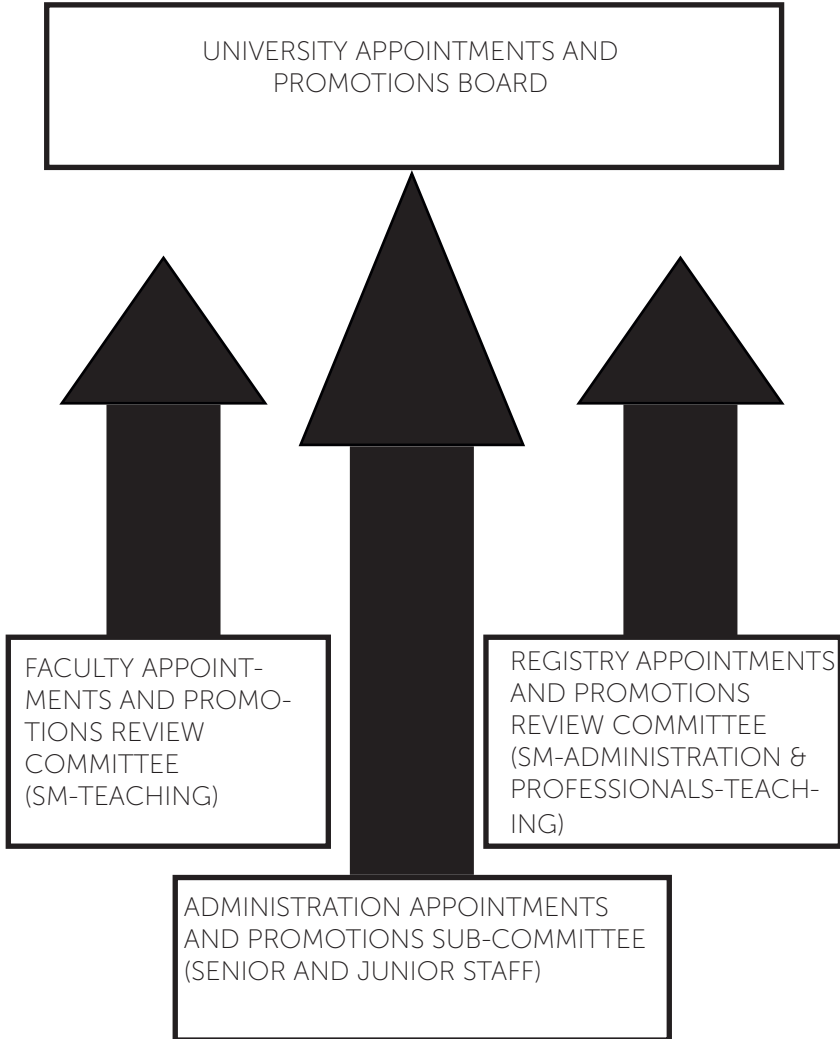 UNIVERSITY APPOINTMENTS AND
PROMOTIONS BOARD
FACULTY APPOINT-
MENTS AND PROMO-
TIONS REVIEW
COMMITTEE
(SM-TEACHING)
REGISTRY APPOINTMENTS
AND PROMOTIONS
REVIEW COMMITTEE
(SM-ADMINISTRATION &
PROFESSIONALS-TEACH-
ING)
ADMINISTRATION APPOINTMENTS
AND PROMOTIONS SUB-COMMITTEE
(SENIOR AND JUNIOR STAFF)